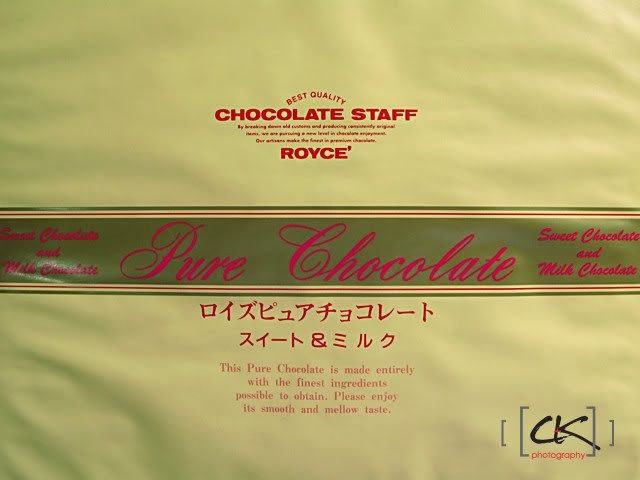 BEST QUALITY
CHOCOLATE STAFF
By breaking down old customs and producing consistently original
items, we are pursuing a new level in chocolate enjoyment.
Our artisans make the finest in premium chocolate.
ROYCE'
Sweet Chocolate
and
Milk Chocolate
Pure Chocolate
Sweet Chocolate
and
Milk Chocolate
ロイズピュアチョコレート
スイート&ミルク
This Pure Chocolate is made entirely
with the finest ingredients
possible to obtain. Please enjoy
its smooth and mellow taste.
[[CK]]
photography